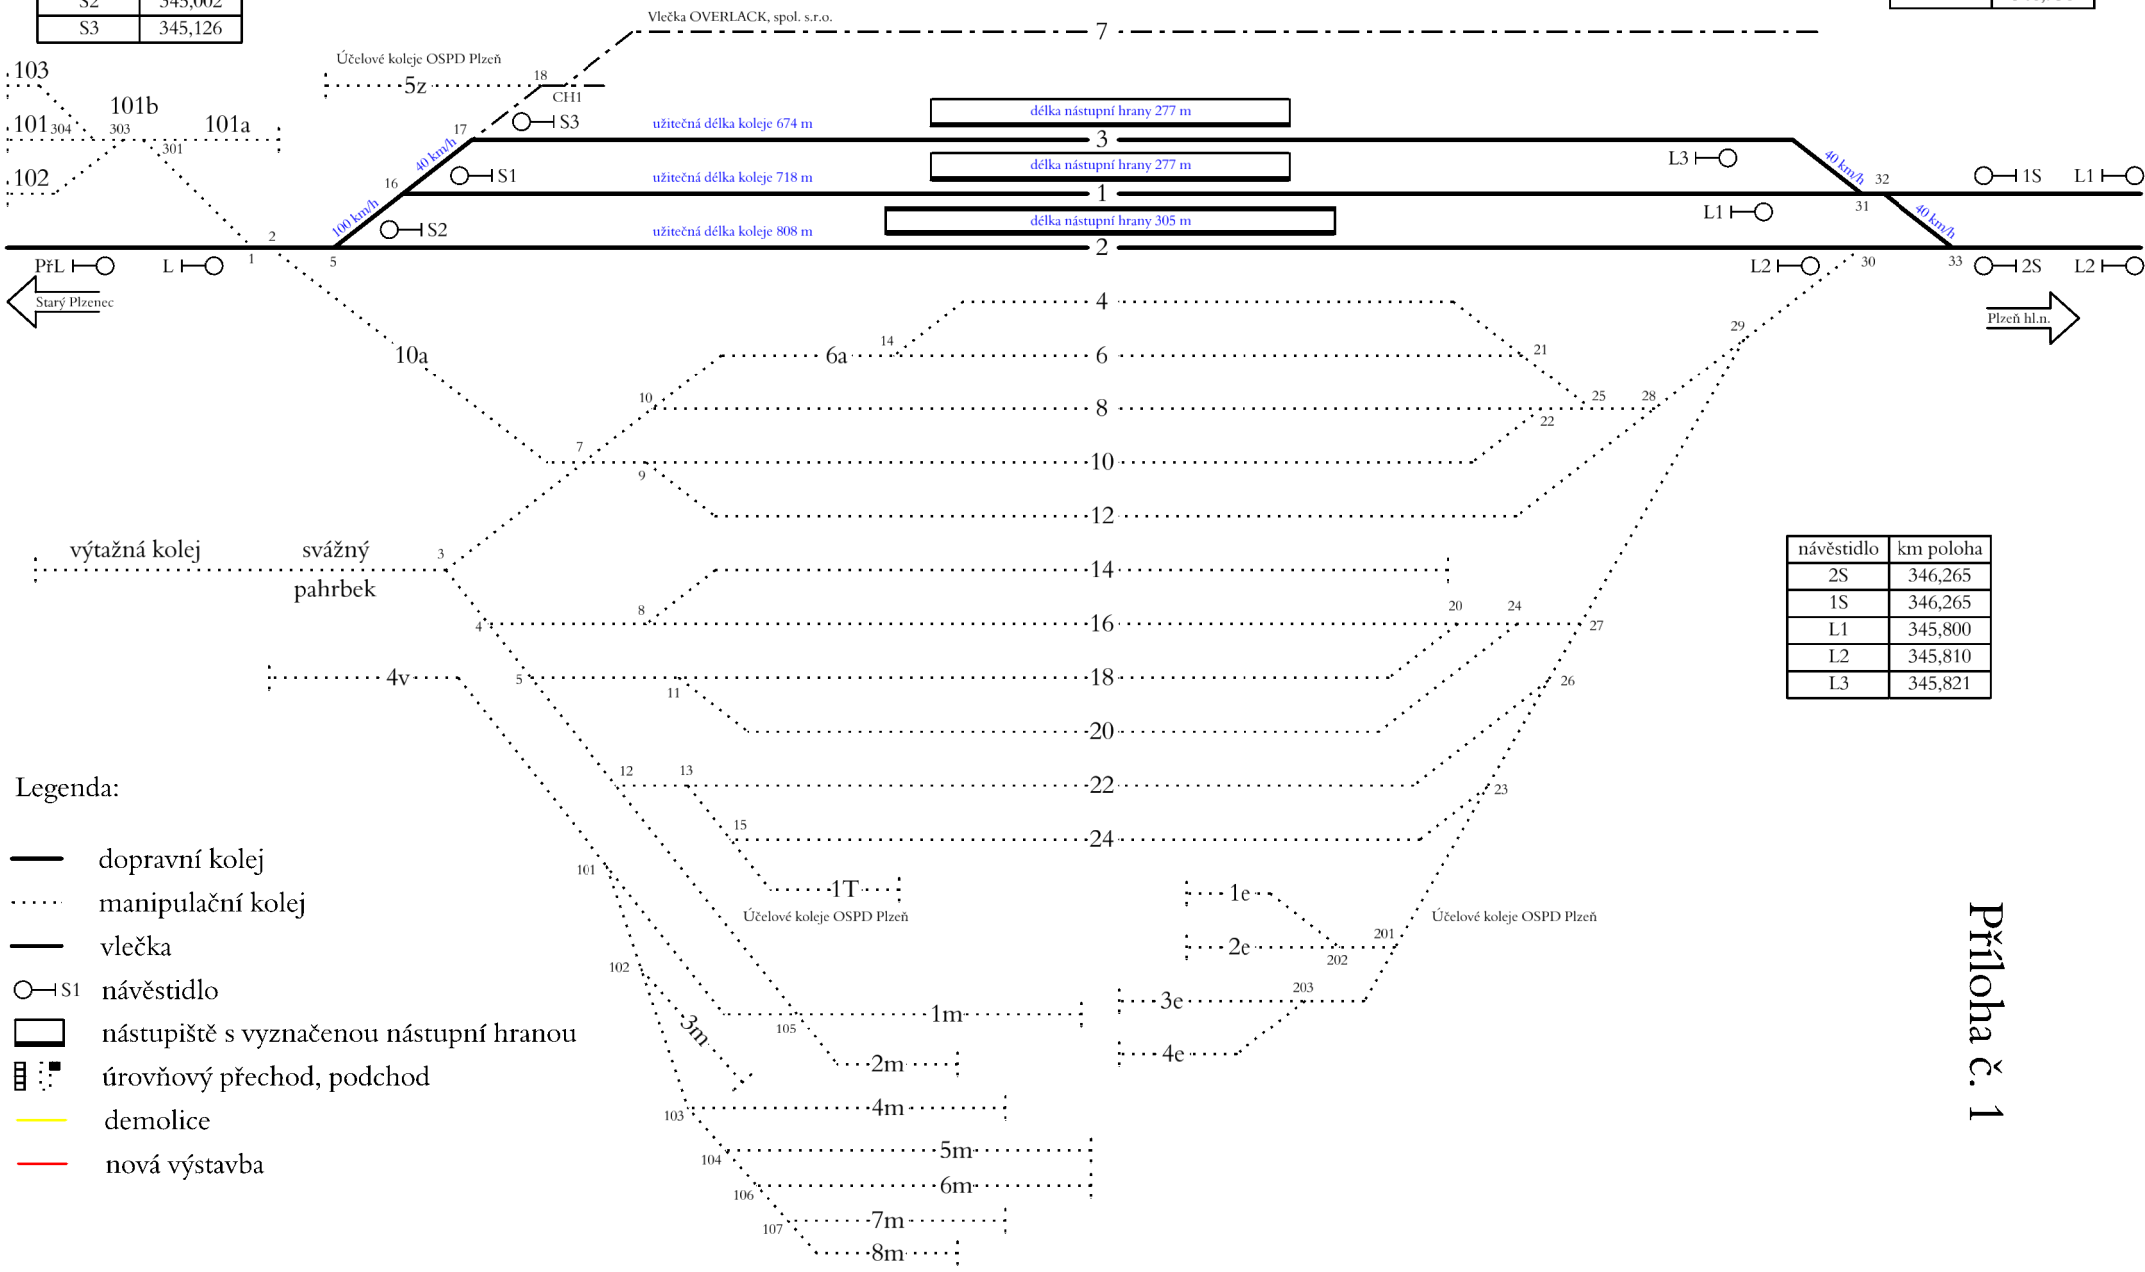 S2 345,002
S3 345,126
Vlečka OVERLACK, spol. s.r.o.
7
Účelové koleje OSPD Plzeň
103
5z
18
CH1
101b
101
304
303
101a
301
102
17
S3
užitečná délka koleje 674 m
délka nástupní hrany 277 m
3
40 km/h
16
S1
užitečná délka koleje 718 m
délka nástupní hrany 277 m
1
L3
40 km/h
32
31
1S
L1
100 km/h
S2
užitečná délka koleje 808 m
délka nástupní hrany 305 m
2
L1
40 km/h
2
1
5
PřL
L
L2
30
33
2S
L2
Starý Plzenec
Plzeň hl.n.
4
29
10a
14
6a
6
21
10
8
25
28
22
7
9
10
12
výtažná kolej
svážný
pahrbek
3
14
8
4
16
20
24
27
4v
5
11
18
26
20
12
13
22
23
15
24
101
1T
Účelové koleje OSPD Plzeň
1e
Účelové koleje OSPD Plzeň
2e
201
202
102
3m
105
1m
3e
203
2m
4e
103
4m
104
5m
106
6m
107
7m
8m
návěstidlo km poloha
2S 346,265
1S 346,265
L1 345,800
L2 345,810
L3 345,821
Legenda:
dopravní kolej
manipulační kolej
vlečka
S1 návěstidlo
nástupiště s vyznačenou nástupní hranou
úrovňový přechod, podchod
demolice
nová výstavba
Příloha č. 1